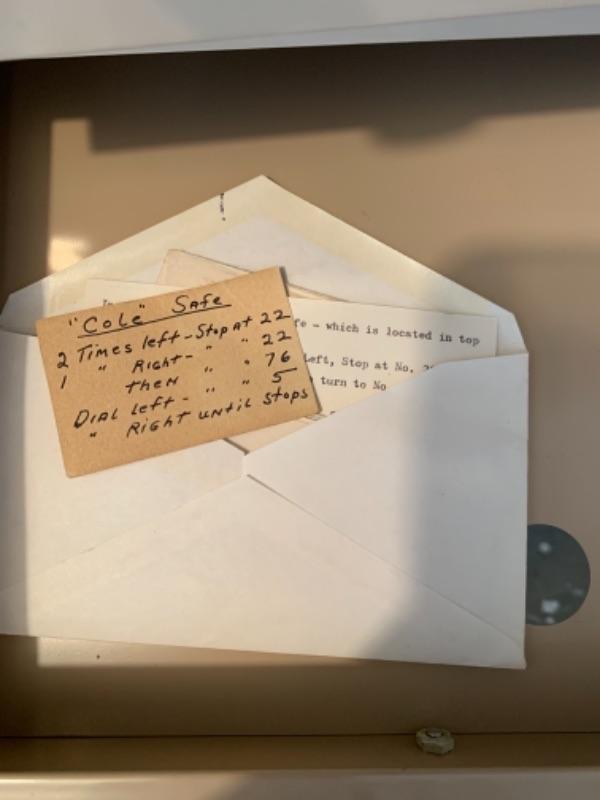 "Cole" Safe
2 Times left - Stop at 22
1 " Right - " " 22
then " " 76
Dial left - " " 5
" Right until stops
fe - which is located in top
left, Stop at No.
turn to No